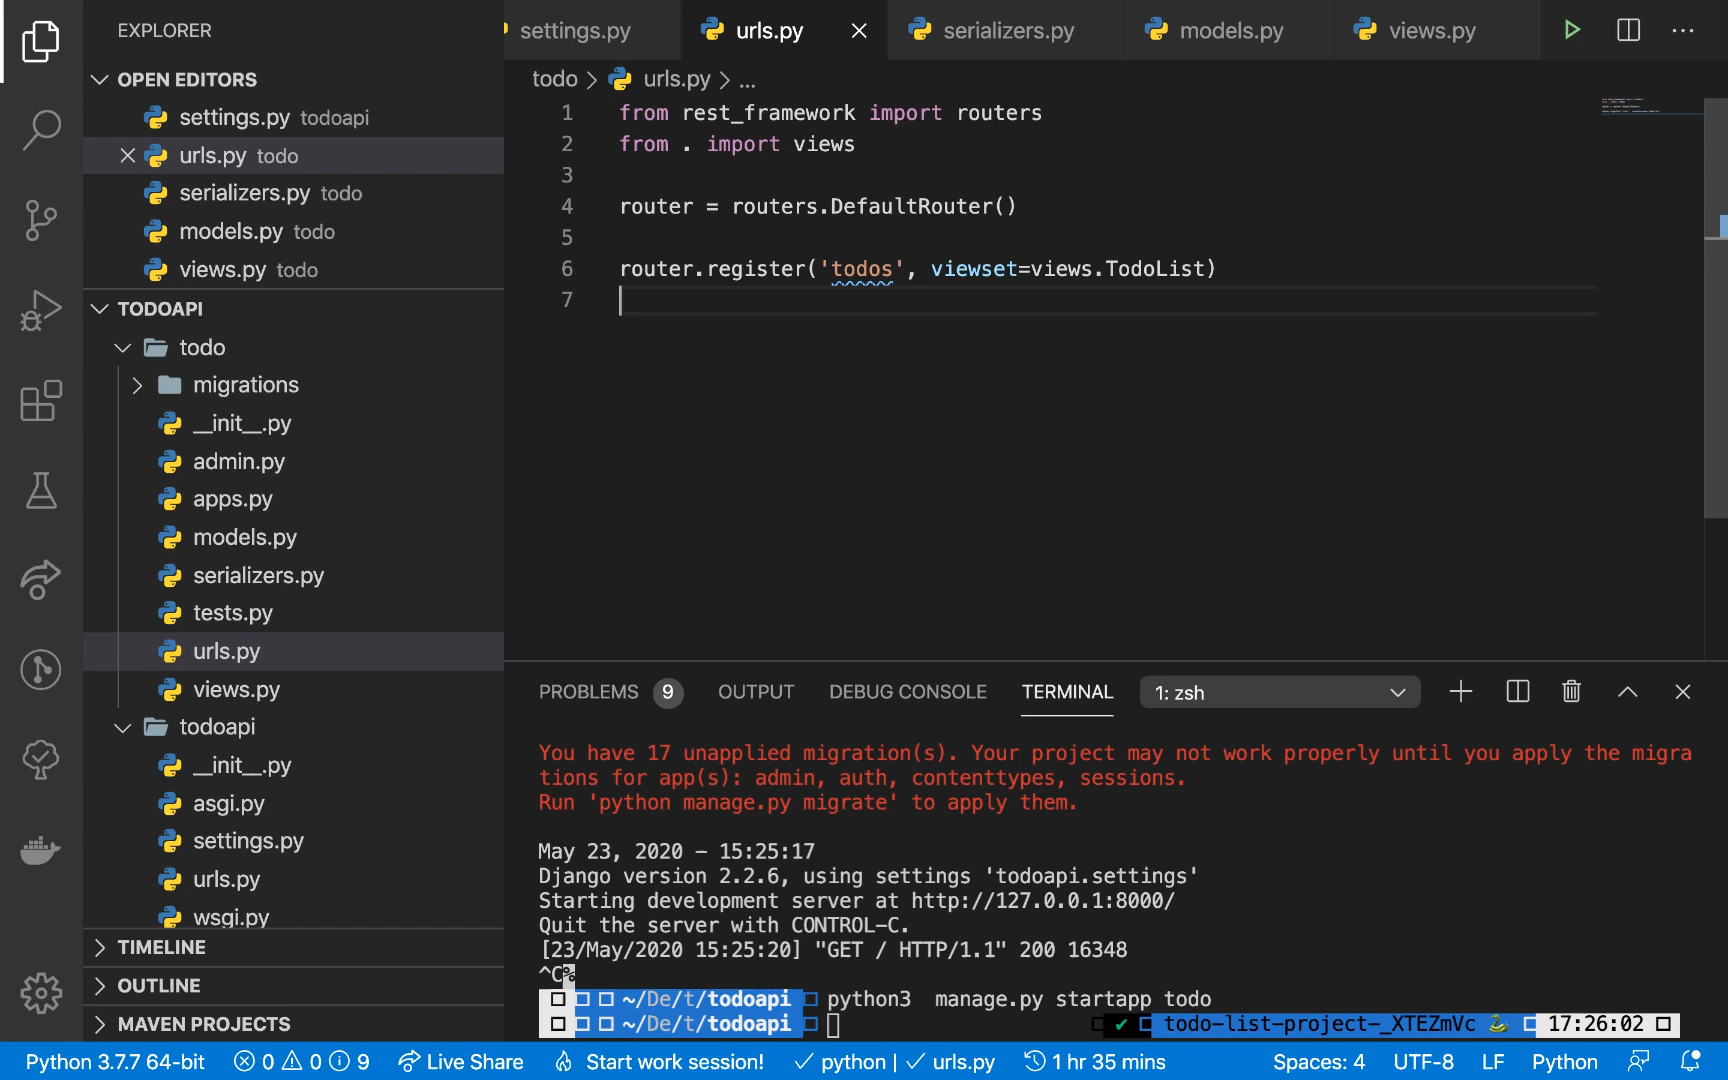 EXPLORER
OPEN EDITORS
settings.py todoapi
urls.py todo
serializers.py todo
models.py todo
views.py todo
TODOAPI
todo
migrations
__init__.py
admin.py
apps.py
models.py
serializers.py
tests.py
urls.py
views.py
todoapi
__init__.py
asgi.py
settings.py
urls.py
wsgi.py
TIMELINE
OUTLINE
MAVEN PROJECTS
settings.py urls.py serializers.py models.py views.py
todo > urls.py > ...
1 from rest_framework import routers
2 from . import views
3
4 router = routers.DefaultRouter()
5
6 router.register('todos', viewset=views.TodoList)
7
PROBLEMS 9 OUTPUT DEBUG CONSOLE TERMINAL 1: zsh
You have 17 unapplied migration(s). Your project may not work properly until you apply the migra
tions for app(s): admin, auth, contenttypes, sessions.
Run 'python manage.py migrate' to apply them.
May 23, 2020 - 15:25:17
Django version 2.2.6, using settings 'todoapi.settings'
Starting development server at http://127.0.0.1:8000/
Quit the server with CONTROL-C.
[23/May/2020 15:25:20] "GET / HTTP/1.1" 200 16348
^C%
~/De/t/todoapi python3  manage.py startapp todo
~/De/t/todoapi ✔ todo-list-project-_XTEZmVc 17:26:02
Python 3.7.7 64-bit 0 0 9 Live Share Start work session! ✓ python | ✓ urls.py 1 hr 35 mins Spaces: 4 UTF-8 LF Python